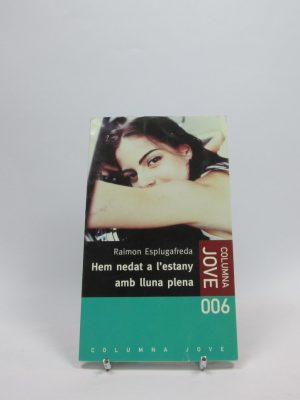 Raimon Esplugafreda
Hem nedat a l'estany
amb lluna plena
COLUMNA
JOVE
006
COLUMNA JOVE